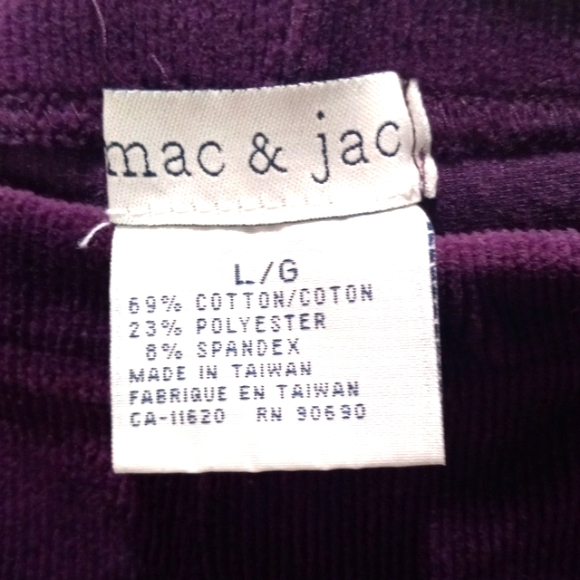 mac & jac
L/G
69% COTTON/COTON
23% POLYESTER
8% SPANDEX
MADE IN TAIWAN
FABRIQUE EN TAIWAN
CA-11620 RN 90690